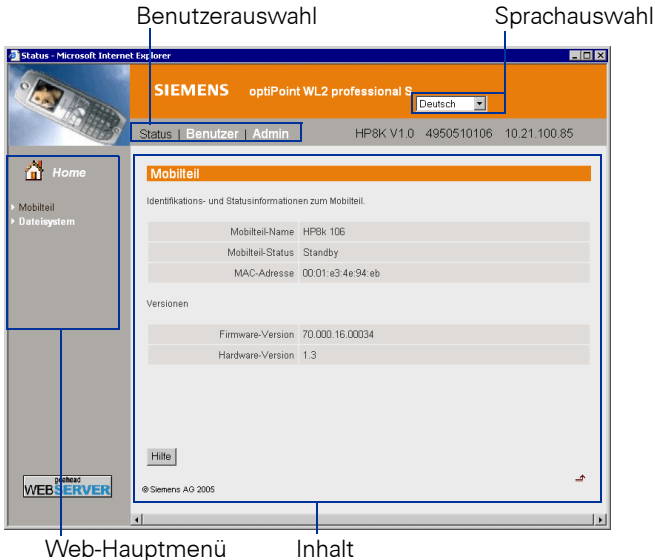 Benutzerauswahl
Sprachauswahl
Status - Microsoft Internet Explorer
SIEMENS optiPoint WL2 professional S
Deutsch
Status | Benutzer | Admin
HP8K V1.0 4950510106 10.21.100.85
Home
Mobilteil
Dateisystem
Mobilteil
Identifikations- und Statusinformationen zum Mobilteil.
Mobilteil-Name HP8k 106
Mobilteil-Status Standby
MAC-Adresse 00:01:e3:4e:94:eb
Versionen
Firmware-Version 70.000.16.00034
Hardware-Version 1.3
Hilfe
goahead
WEBSERVER
© Siemens AG 2005
Web-Hauptmenü
Inhalt